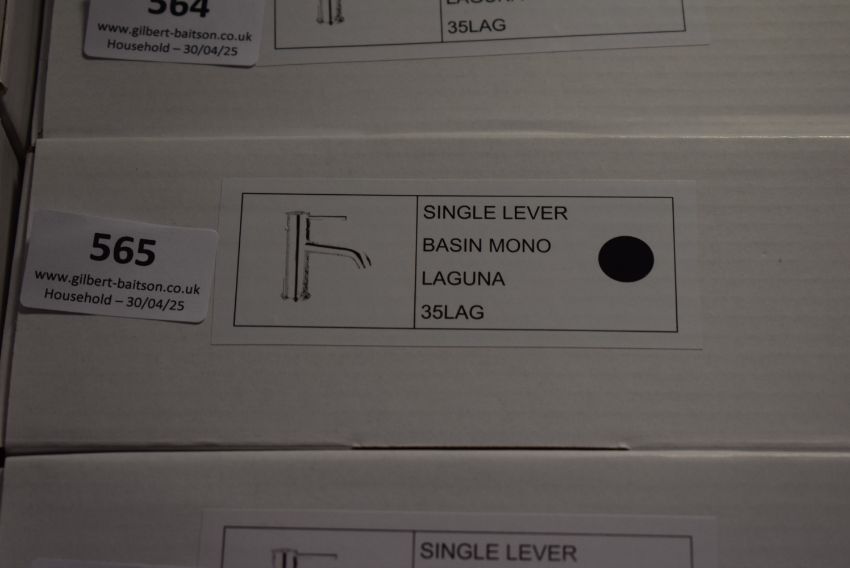 564
www.gilbert-baitson.co.uk
Household – 30/04/25
35LAG
565
www.gilbert-baitson.co.uk
Household – 30/04/25
SINGLE LEVER
BASIN MONO
LAGUNA
35LAG
SINGLE LEVER